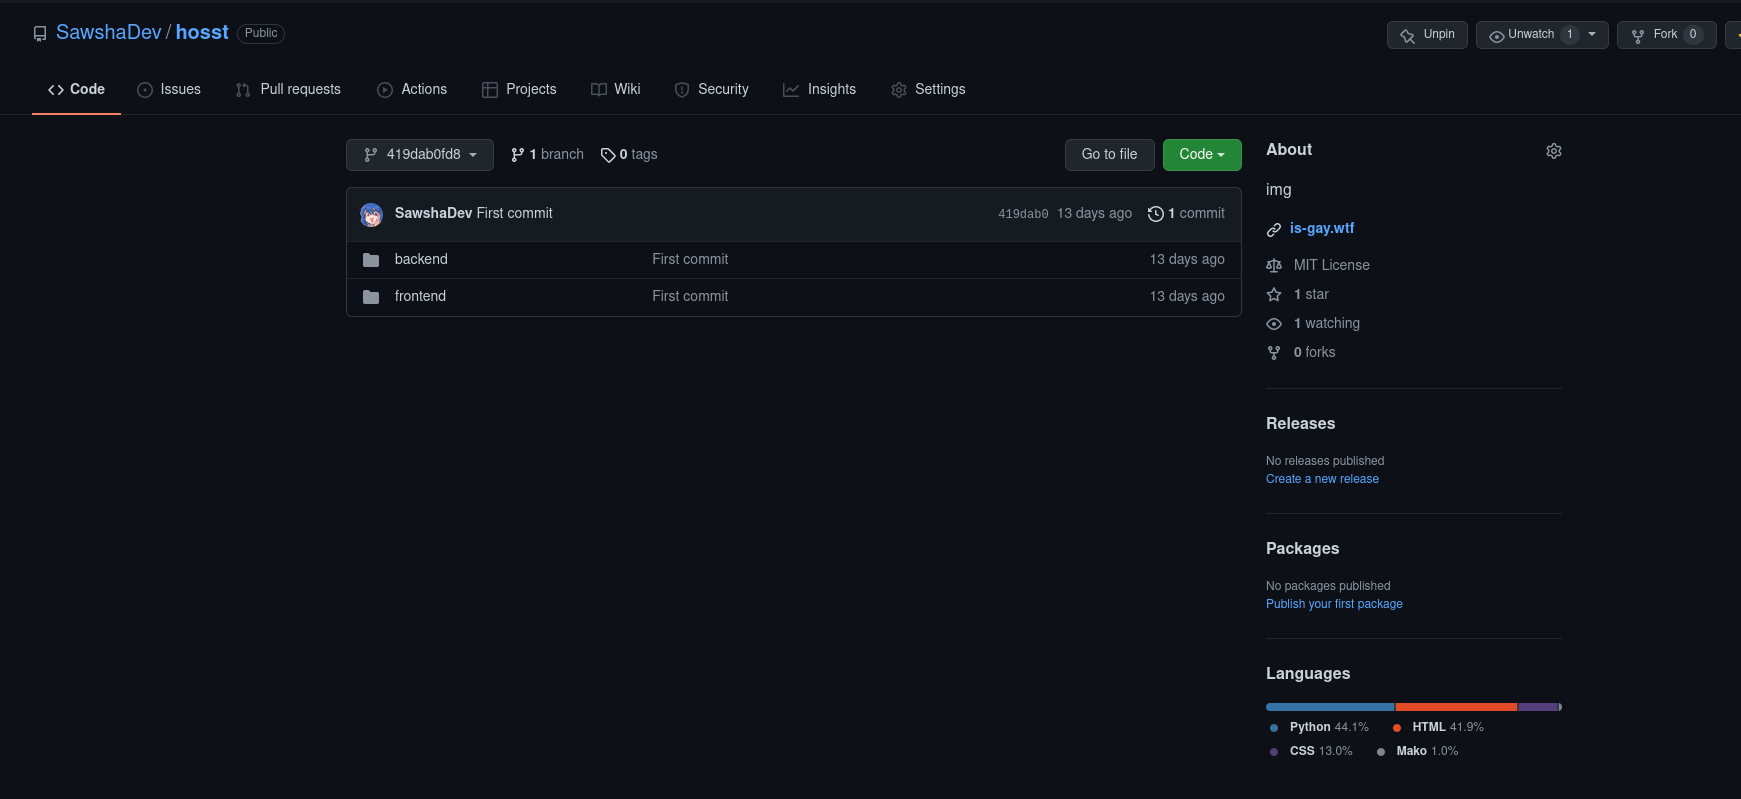 SawshaDev / hosst Public
Unpin Unwatch 1 Fork 0
Code Issues Pull requests Actions Projects Wiki Security Insights Settings
419dab0fd8 1 branch 0 tags Go to file Code
SawshaDev First commit 419dab0 13 days ago 1 commit
backend First commit 13 days ago
frontend First commit 13 days ago
About
img
is-gay.wtf
MIT License
1 star
1 watching
0 forks
Releases
No releases published
Create a new release
Packages
No packages published
Publish your first package
Languages
Python 44.1% HTML 41.9%
CSS 13.0% Mako 1.0%